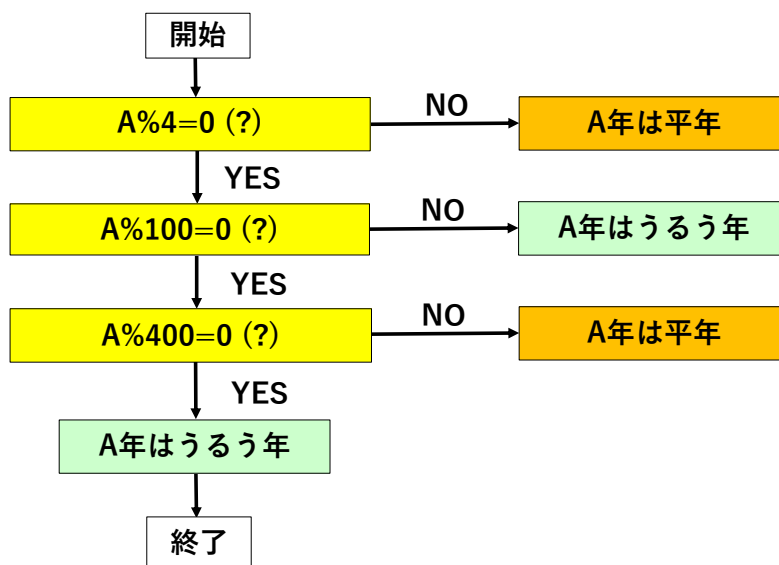 開始
A%4=0 (?)
NO
A年は平年
YES
A%100=0 (?)
NO
A年はうるう年
YES
A%400=0 (?)
NO
A年は平年
YES
A年はうるう年
終了